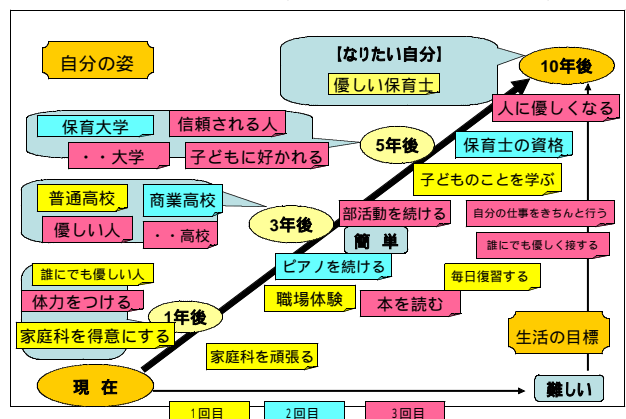 自分の姿
【なりたい自分】
優しい保育士
10年後
人に優しくなる
保育大学
信頼される人
・・大学
子どもに好かれる
5年後
保育士の資格
子どものことを学ぶ
普通高校
商業高校
優しい人
・・高校
3年後
部活動を続ける
自分の仕事をきちんと行う
簡 単
誰にでも優しく接する
ピアノを続ける
毎日復習する
誰にでも優しい人
体力をつける
家庭科を得意にする
1年後
職場体験
本を読む
生活の目標
家庭科を頑張る
現 在
難しい
1回目
2回目
3回目